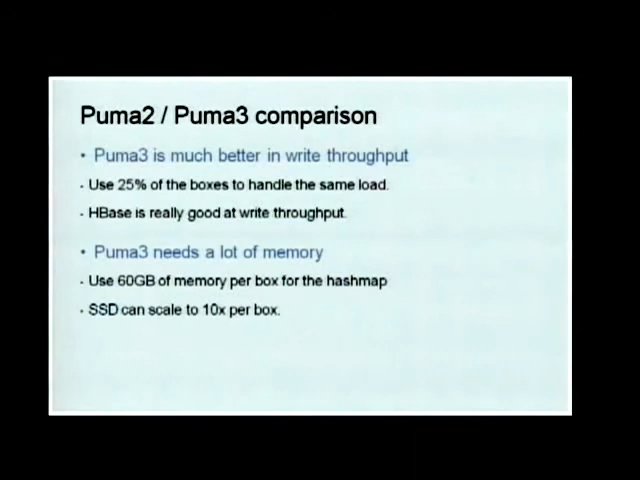 Puma2 / Puma3 comparison
• Puma3 is much better in write throughput
• Use 25% of the boxes to handle the same load.
• HBase is really good at write throughput.
• Puma3 needs a lot of memory
• Use 60GB of memory per box for the hashmap
• SSD can scale to 10x per box.